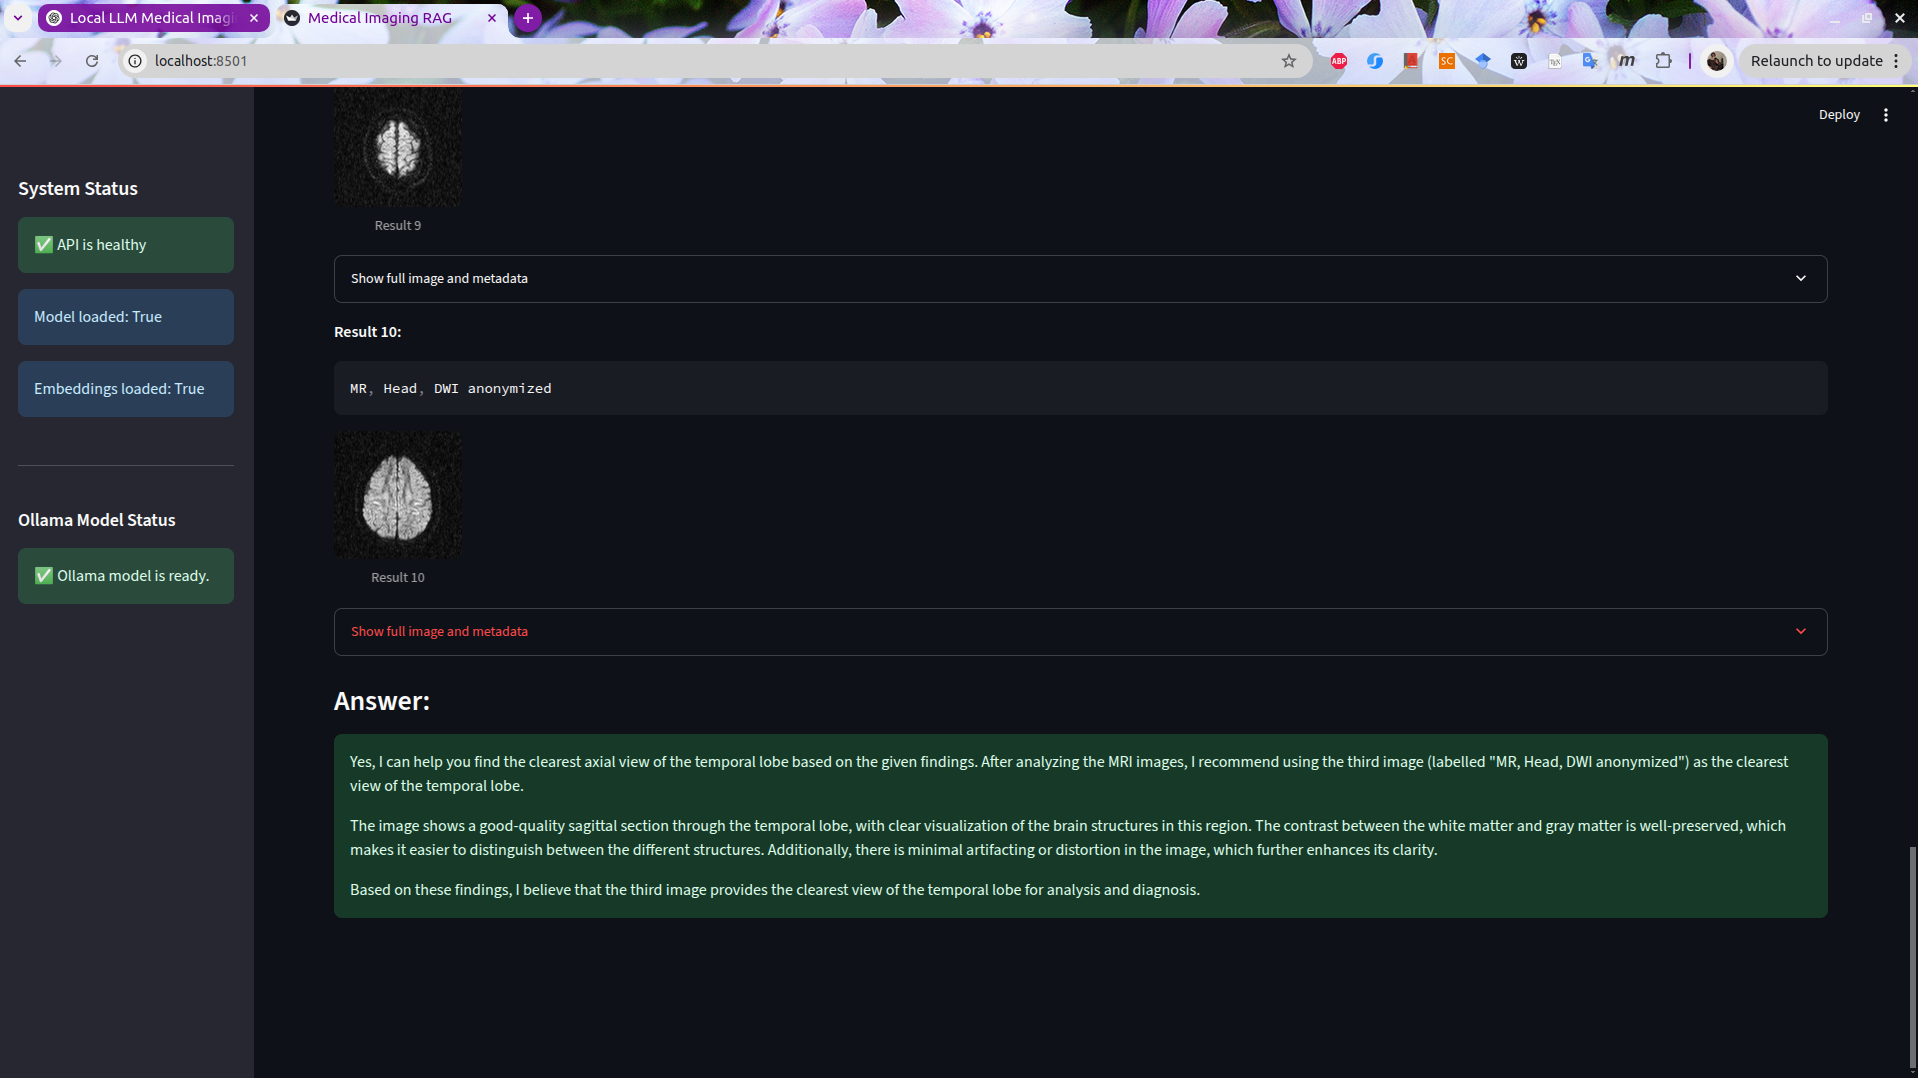 Local LLM Medical Imagi
Medical Imaging RAG
localhost:8501
ABP
SC
W
m
Relaunch to update
Deploy
System Status
✅ API is healthy
Model loaded: True
Embeddings loaded: True
Ollama Model Status
✅ Ollama model is ready.
Result 9
Show full image and metadata
Result 10:
MR, Head, DWI anonymized
Result 10
Show full image and metadata
Answer:
Yes, I can help you find the clearest axial view of the temporal lobe based on the given findings. After analyzing the MRI images, I recommend using the third image (labelled "MR, Head, DWI anonymized") as the clearest
view of the temporal lobe.
The image shows a good-quality sagittal section through the temporal lobe, with clear visualization of the brain structures in this region. The contrast between the white matter and gray matter is well-preserved, which
makes it easier to distinguish between the different structures. Additionally, there is minimal artifacting or distortion in the image, which further enhances its clarity.
Based on these findings, I believe that the third image provides the clearest view of the temporal lobe for analysis and diagnosis.